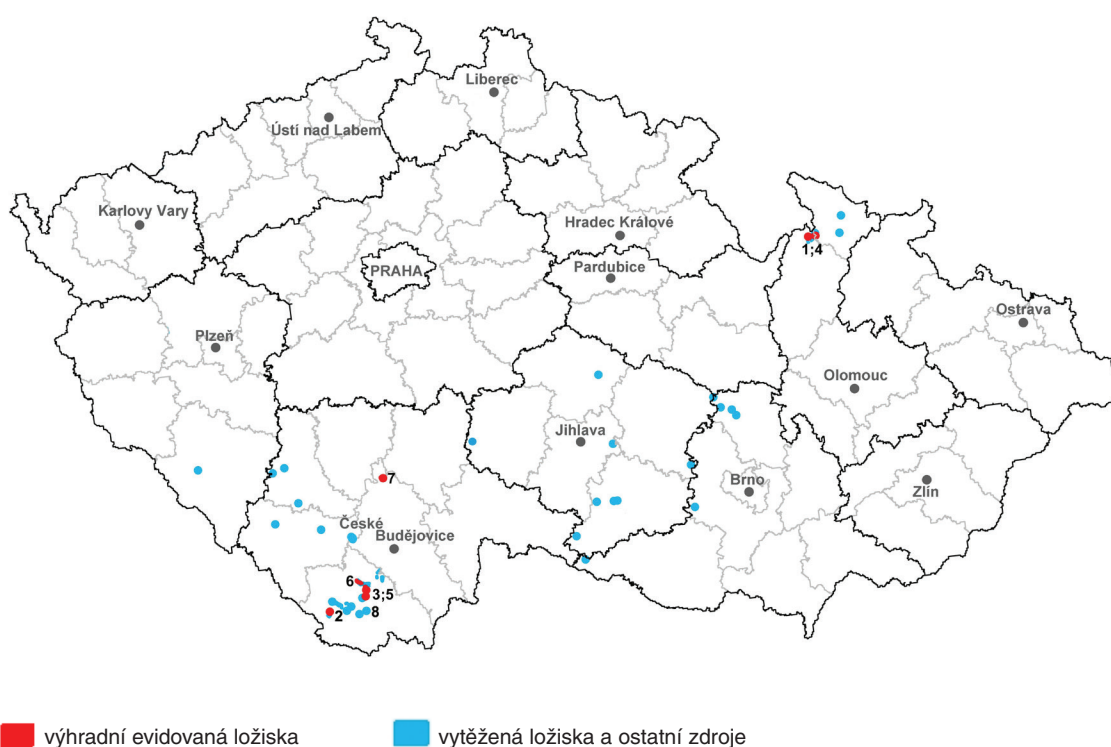 Liberec
Ústí nad Labem
Karlovy Vary
Hradec Králové
1;4
PRAHA
Pardubice
Ostrava
Plzeň
Olomouc
Jihlava
7
Brno
Zlín
České
Budějovice
6
3;5
2
8
výhradní evidovaná ložiska
vytěžená ložiska a ostatní zdroje